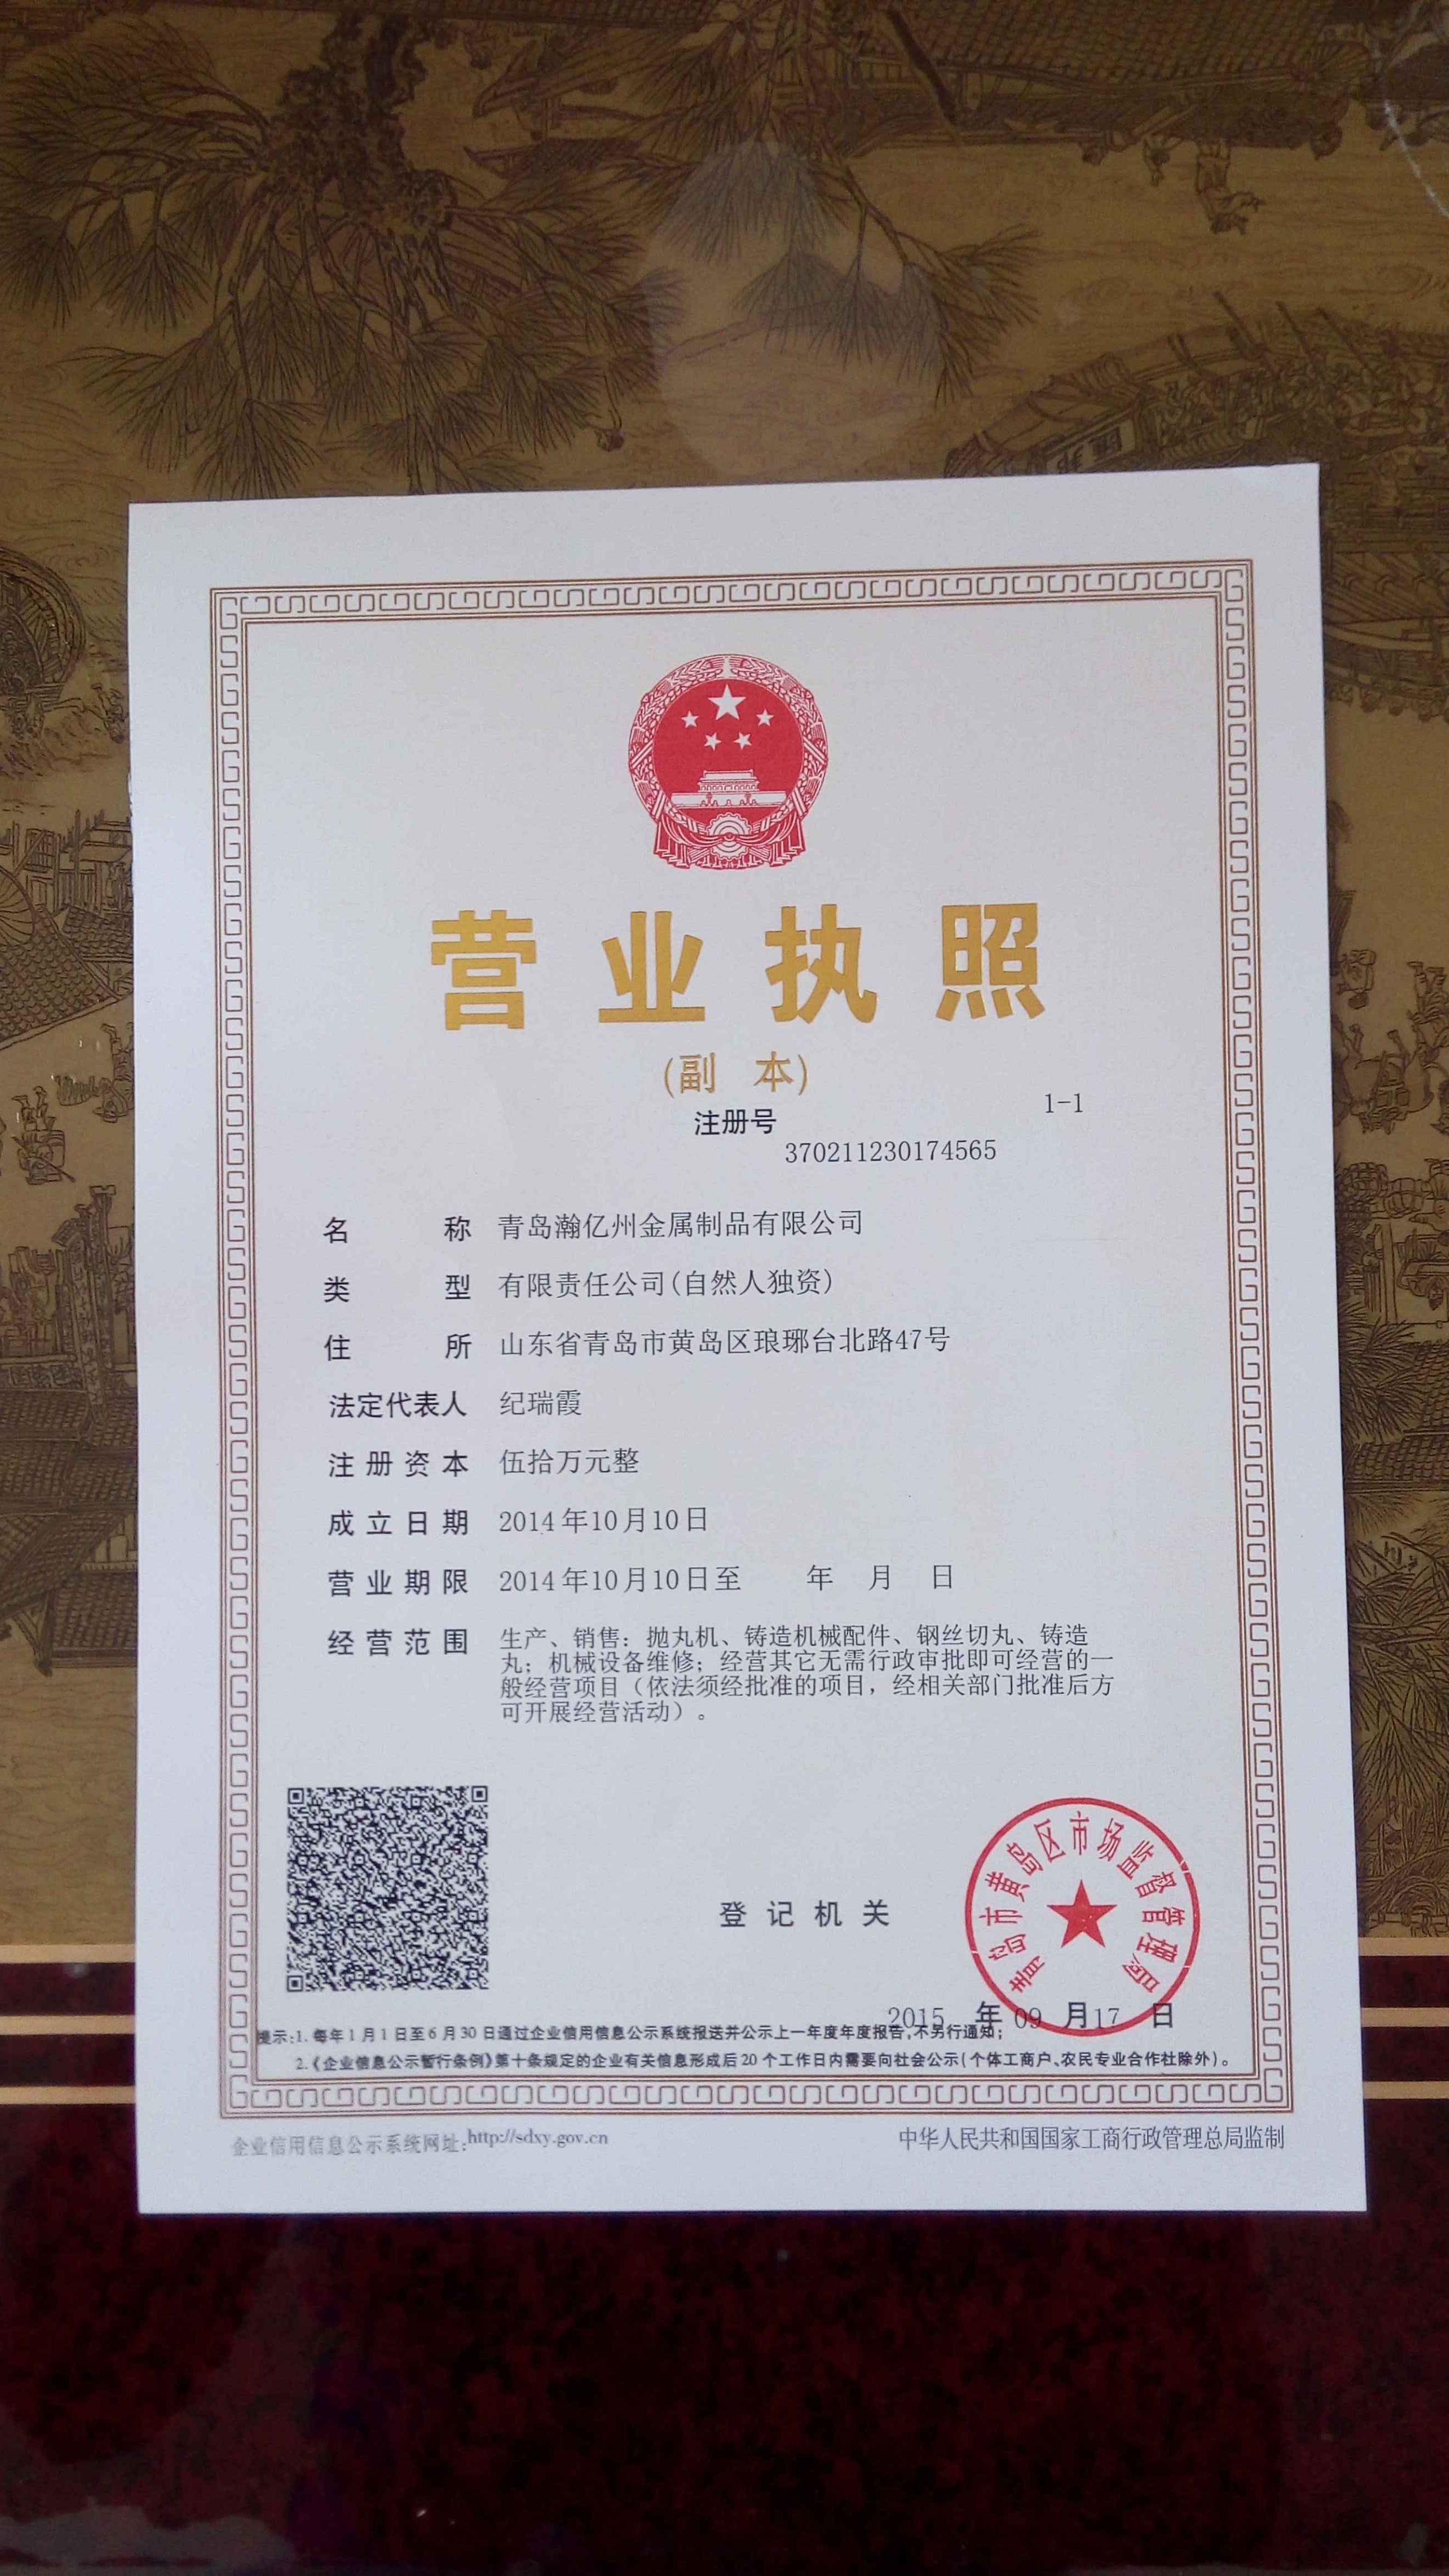 营业执照
(副 本)
1-1
注册号
370211230174565
名 称 青岛瀚亿州金属制品有限公司
类 型 有限责任公司(自然人独资)
住 所 山东省青岛市黄岛区琅琊台北路47号
法定代表人 纪瑞霞
注册资本 伍拾万元整
成立日期 2014年10月10日
营业期限 2014年10月10日至 年 月 日
经营范围 生产、销售：抛丸机、铸造机械配件、钢丝切丸、铸造
丸；机械设备维修；经营其它无需行政审批即可经营的一
般经营项目（依法须经批准的项目，经相关部门批准后方
可开展经营活动）。
青岛市黄岛区市场监督管理局
登记机关
2015 年 09 月 17 日
提示:1. 每年1月1日至6月30日通过企业信用信息公示系统报送并公示上一年度年度报告,不另行通知;
2.《企业信息公示暂行条例》第十条规定的企业有关信息形成后20个工作日内需要向社会公示(个体工商户、农民专业合作社除外)。
企业信用信息公示系统网址:http://sdxy.gov.cn
中华人民共和国国家工商行政管理总局监制